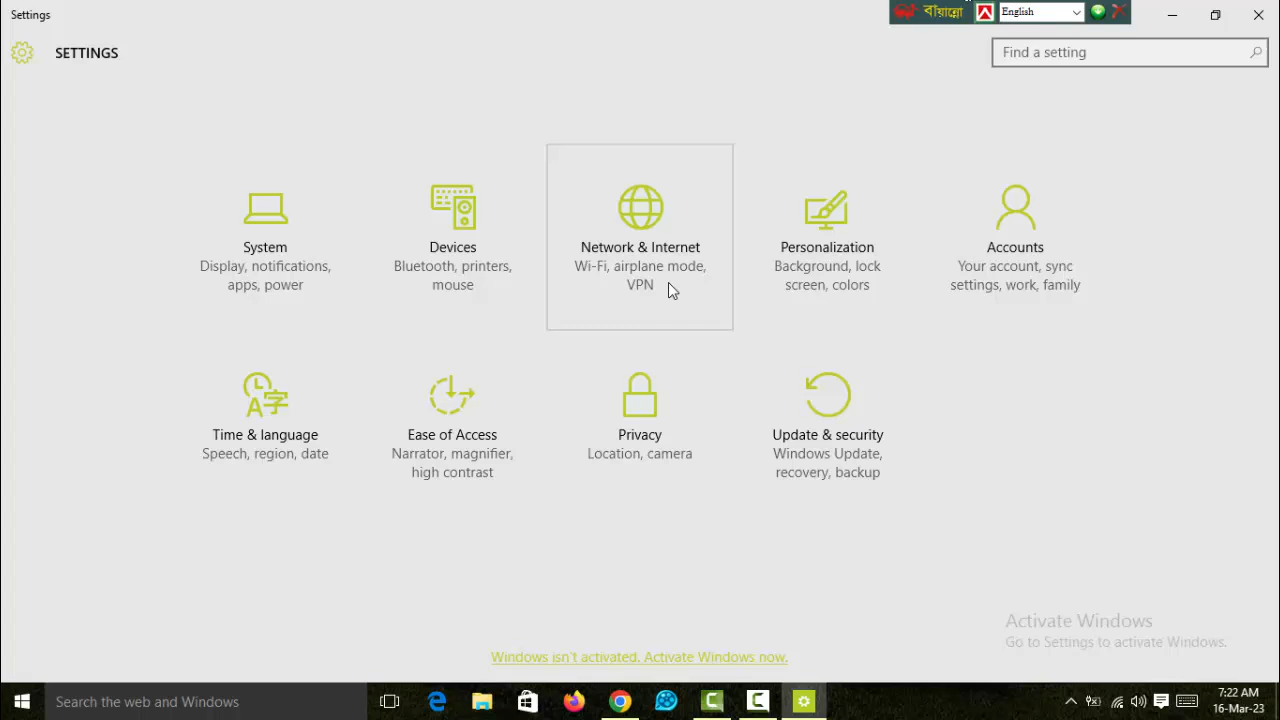 Settings
বায়ান্নো
English
SETTINGS
Find a setting
System
Display, notifications,
apps, power
Devices
Bluetooth, printers,
mouse
Network & Internet
Wi-Fi, airplane mode,
VPN
Personalization
Background, lock
screen, colors
Accounts
Your account, sync
settings, work, family
Time & language
Speech, region, date
Ease of Access
Narrator, magnifier,
high contrast
Privacy
Location, camera
Update & security
Windows Update,
recovery, backup
Activate Windows
Go to Settings to activate Windows.
Windows isn't activated. Activate Windows now.
Search the web and Windows
7:22 AM
16-Mar-23